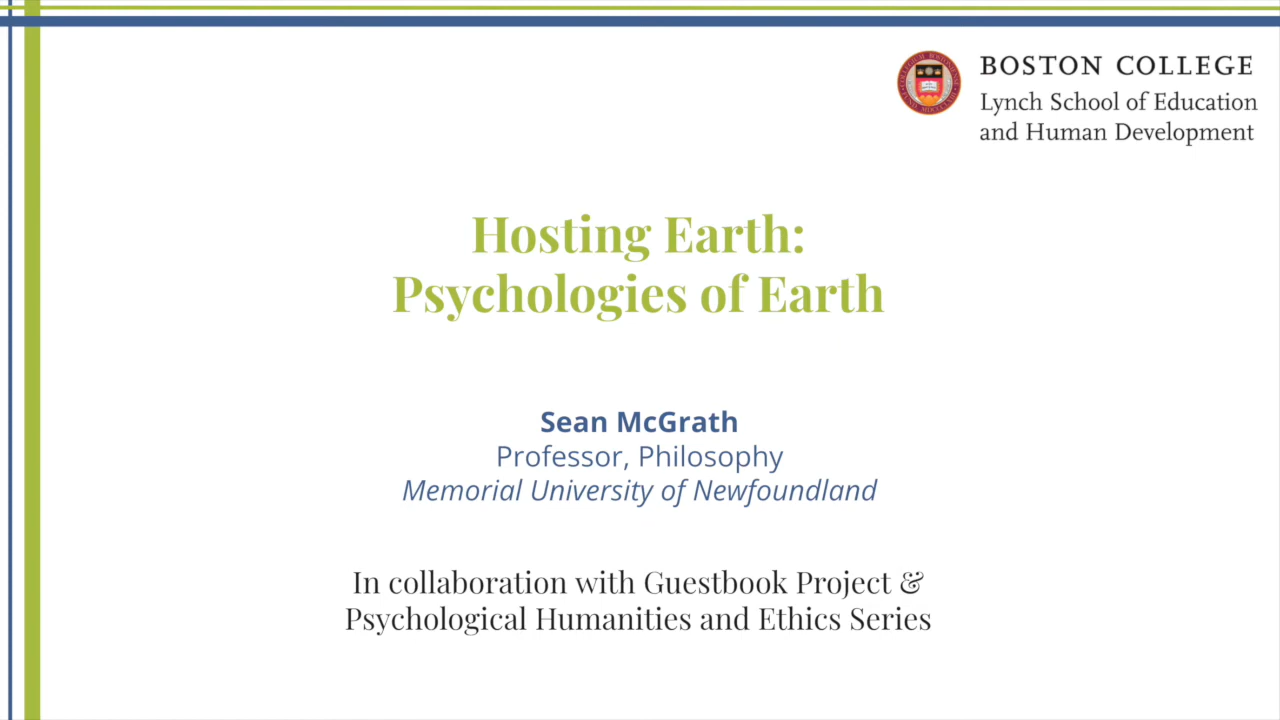 BOSTON COLLEGE
Lynch School of Education
and Human Development
Hosting Earth:
Psychologies of Earth
Sean McGrath
Professor, Philosophy
Memorial University of Newfoundland
In collaboration with Guestbook Project &
Psychological Humanities and Ethics Series